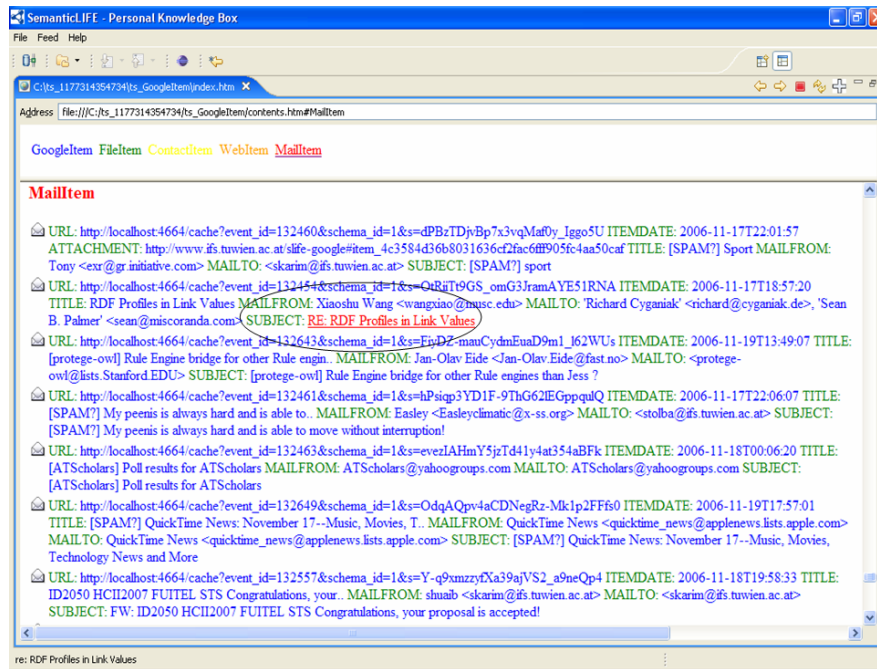 SemanticLIFE - Personal Knowledge Box
File Feed Help
C:\ts_1177314354734\ts_GoogleItem\index.htm
Address file:///C:/ts_1177314354734/ts_GoogleItem/contents.htm#MailItem
GoogleItem FileItem ContactItem WebItem MailItem
MailItem
URL: http://localhost:4664/cache?event_id=132460&schema_id=1&s=dPBzTDjvBp7x3vqMaf0y_Iggo5U ITEMDATE: 2006-11-17T22:01:57
ATTACHMENT: http://www.ifs.tuwien.ac.at/slife-google#item_4c3584d36b8031636cf2fac6fff905fc4aa50caf TITLE: [SPAM?] Sport MAILFROM:
Tony <exr@gr.initiative.com> MAILTO: <skarim@ifs.tuwien.ac.at> SUBJECT: [SPAM?] sport
URL: http://localhost:4664/cache?event_id=132454&schema_id=1&s=OtRiiTt9GS_omG3JramAYE51RNA ITEMDATE: 2006-11-17T18:57:20
TITLE: RDF Profiles in Link Values MAILFROM: Xiaoshu Wang <wangxiao@musc.edu> MAILTO: 'Richard Cyganiak' <richard@cyganiak.de>, 'Sean
B. Palmer' <sean@miscoranda.com> SUBJECT: RE: RDF Profiles in Link Values
URL: http://localhost:4664/cache?event_id=132643&schema_id=1&s=FiyDZ-mauCydmEuaD9m1_l62WUs ITEMDATE: 2006-11-19T13:49:07 TITLE:
[protege-owl] Rule Engine bridge for other Rule engin.. MAILFROM: Jan-Olav Eide <Jan-Olav.Eide@fast.no> MAILTO: <protege-
owl@lists.Stanford.EDU> SUBJECT: [protege-owl] Rule Engine bridge for other Rule engines than Jess ?
URL: http://localhost:4664/cache?event_id=132461&schema_id=1&s=hPsiqp3YD1F-9ThG62lEGppqulQ ITEMDATE: 2006-11-17T22:06:07 TITLE:
[SPAM?] My peenis is always hard and is able to.. MAILFROM: Easley <Easleyclimatic@x-ss.org> MAILTO: <stolba@ifs.tuwien.ac.at> SUBJECT:
[SPAM?] My peenis is always hard and is able to move without interruption!
URL: http://localhost:4664/cache?event_id=132463&schema_id=1&s=evezIAHmY5jzTd41y4at354aBFk ITEMDATE: 2006-11-18T00:06:20 TITLE:
[ATScholars] Poll results for ATScholars MAILFROM: ATScholars@yahoogroups.com MAILTO: ATScholars@yahoogroups.com SUBJECT:
[ATScholars] Poll results for ATScholars
URL: http://localhost:4664/cache?event_id=132649&schema_id=1&s=OdqAQpv4aCDNegRz-Mk1p2FFfs0 ITEMDATE: 2006-11-19T17:57:01
TITLE: [SPAM?] QuickTime News: November 17--Music, Movies, T.. MAILFROM: QuickTime News <quicktime_news@applenews.lists.apple.com>
MAILTO: QuickTime News <quicktime_news@applenews.lists.apple.com> SUBJECT: [SPAM?] QuickTime News: November 17--Music, Movies,
Technology News and More
URL: http://localhost:4664/cache?event_id=132557&schema_id=1&s=Y-q9xmzzyfXa39ajVS2_a9neQp4 ITEMDATE: 2006-11-18T19:58:33 TITLE:
ID2050 HCII2007 FUITEL STS Congratulations, your.. MAILFROM: shuaib <skarim@ifs.tuwien.ac.at> MAILTO: <skarim@ifs.tuwien.ac.at>
SUBJECT: FW: ID2050 HCII2007 FUITEL STS Congratulations, your proposal is accepted!
re: RDF Profiles in Link Values